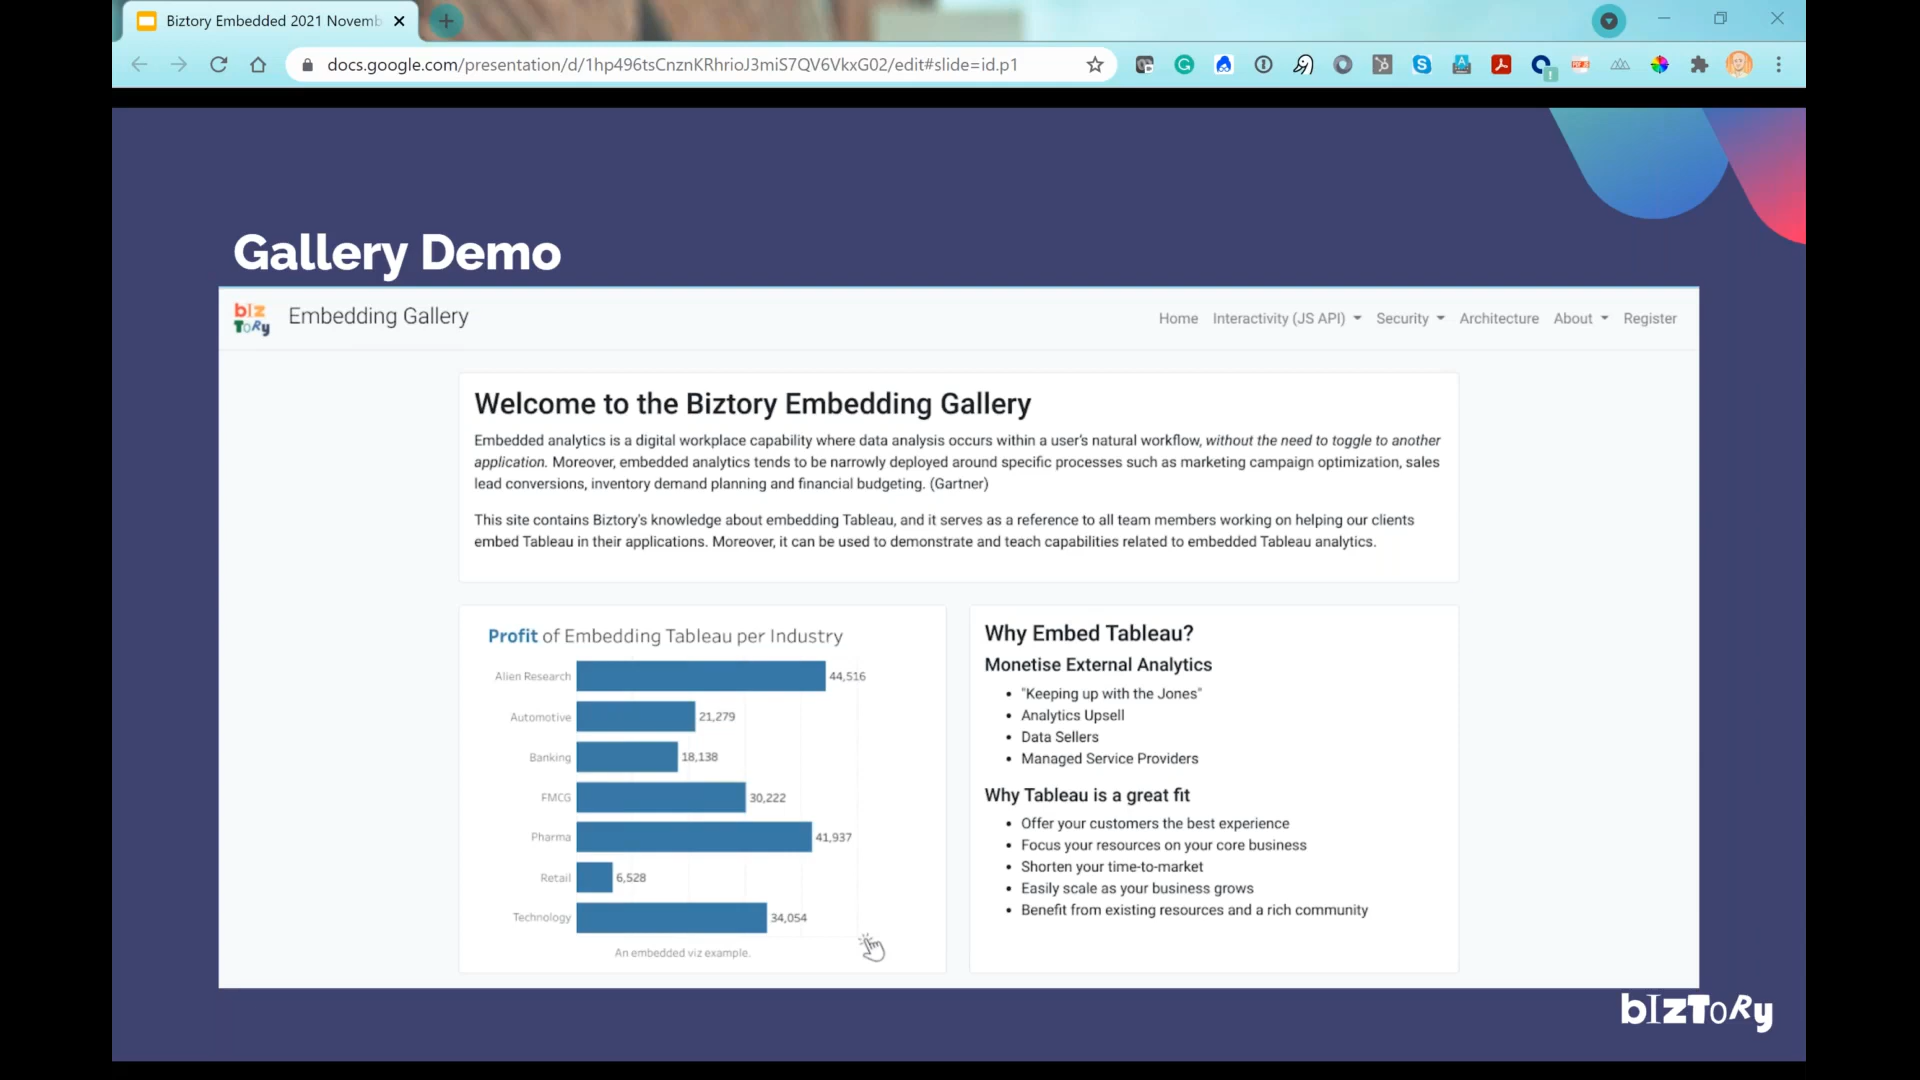 Biztory Embedded 2021 Novemb
docs.google.com/presentation/d/1hp496tsCnznKRhrioJ3miS7QV6VkxG02/edit#slide=id.p1
Gallery Demo
bIz
ToRy
Embedding Gallery
Home
Interactivity (JS API)
Security
Architecture
About
Register
Welcome to the Biztory Embedding Gallery
Embedded analytics is a digital workplace capability where data analysis occurs within a user's natural workflow, without the need to toggle to another
application. Moreover, embedded analytics tends to be narrowly deployed around specific processes such as marketing campaign optimization, sales
lead conversions, inventory demand planning and financial budgeting. (Gartner)
This site contains Biztory's knowledge about embedding Tableau, and it serves as a reference to all team members working on helping our clients
embed Tableau in their applications. Moreover, it can be used to demonstrate and teach capabilities related to embedded Tableau analytics.
Profit of Embedding Tableau per Industry
Alien Research 44,516
Automotive 21,279
Banking 18,138
FMCG 30,222
Pharma 41,937
Retail 6,528
Technology 34,054
An embedded viz example.
Why Embed Tableau?
Monetise External Analytics
• "Keeping up with the Jones"
• Analytics Upsell
• Data Sellers
• Managed Service Providers
Why Tableau is a great fit
• Offer your customers the best experience
• Focus your resources on your core business
• Shorten your time-to-market
• Easily scale as your business grows
• Benefit from existing resources and a rich community
bIzToRy